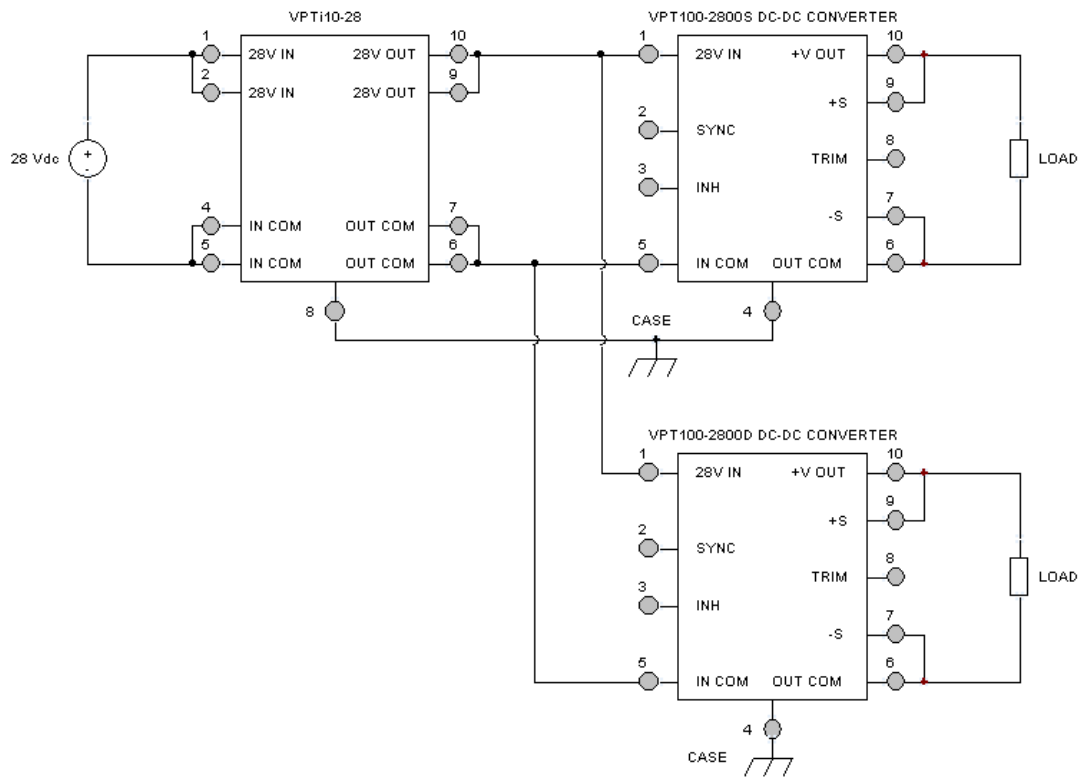 VPTi10-28
VPT100-2800S DC-DC CONVERTER
1
28V IN
28V OUT
10
2
28V IN
28V OUT
9
4
IN COM
OUT COM
7
5
IN COM
OUT COM
6
8
28 Vdc
+
-
1
28V IN
+V OUT
10
+S
9
2
SYNC
TRIM
8
3
INH
-S
7
5
IN COM
OUT COM
6
4
LOAD
CASE
VPT100-2800D DC-DC CONVERTER
1
28V IN
+V OUT
10
+S
9
2
SYNC
TRIM
8
3
INH
-S
7
5
IN COM
OUT COM
6
4
LOAD
CASE